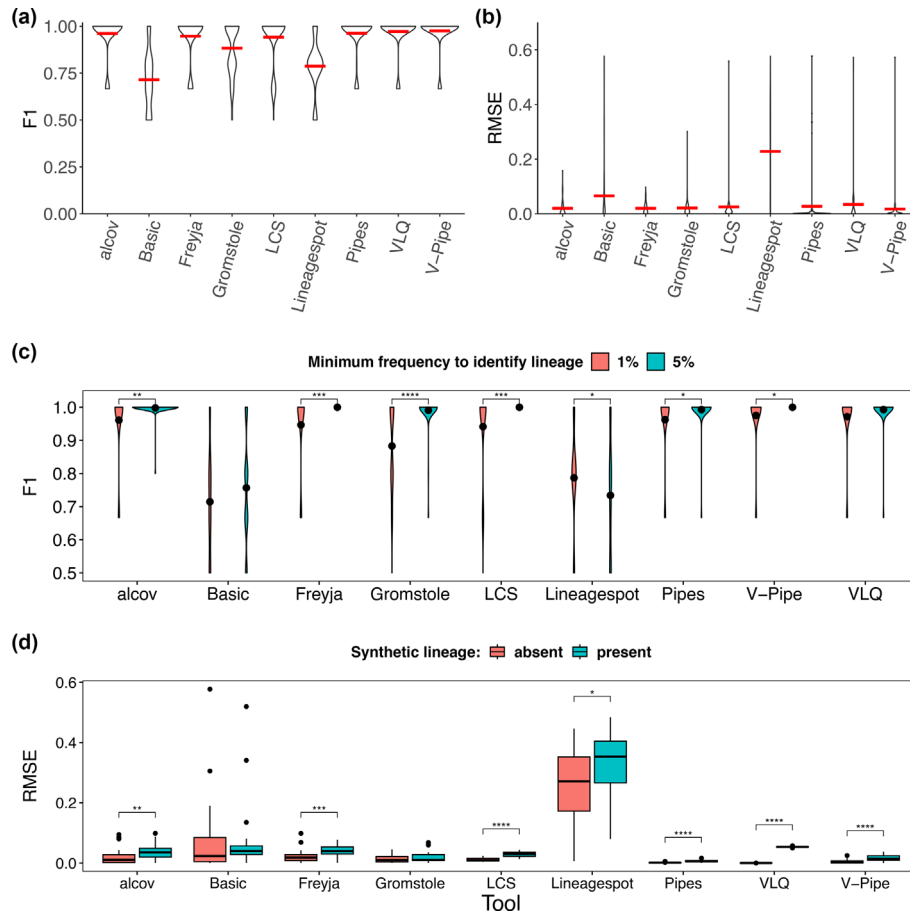 (a)
F1
1.00
0.75
0.50
0.25
0.00
alcov
Basic
Freyja
Gromstole
LCS
Lineagespot
Pipes
VLQ
V−Pipe
(b)
RMSE
0.6
0.4
0.2
0.0
alcov
Basic
Freyja
Gromstole
LCS
Lineagespot
Pipes
VLQ
V−Pipe
(c)
Minimum frequency to identify lineage 1% 5%
F1
1.0
0.9
0.8
0.7
0.6
0.5
** *** **** *** * * *
alcov Basic Freyja Gromstole LCS Lineagespot Pipes V−Pipe VLQ
(d)
Synthetic lineage: absent present
RMSE
0.6
0.4
0.2
0.0
** *** **** * **** **** ****
alcov Basic Freyja Gromstole LCS Lineagespot Pipes VLQ V−Pipe
Tool